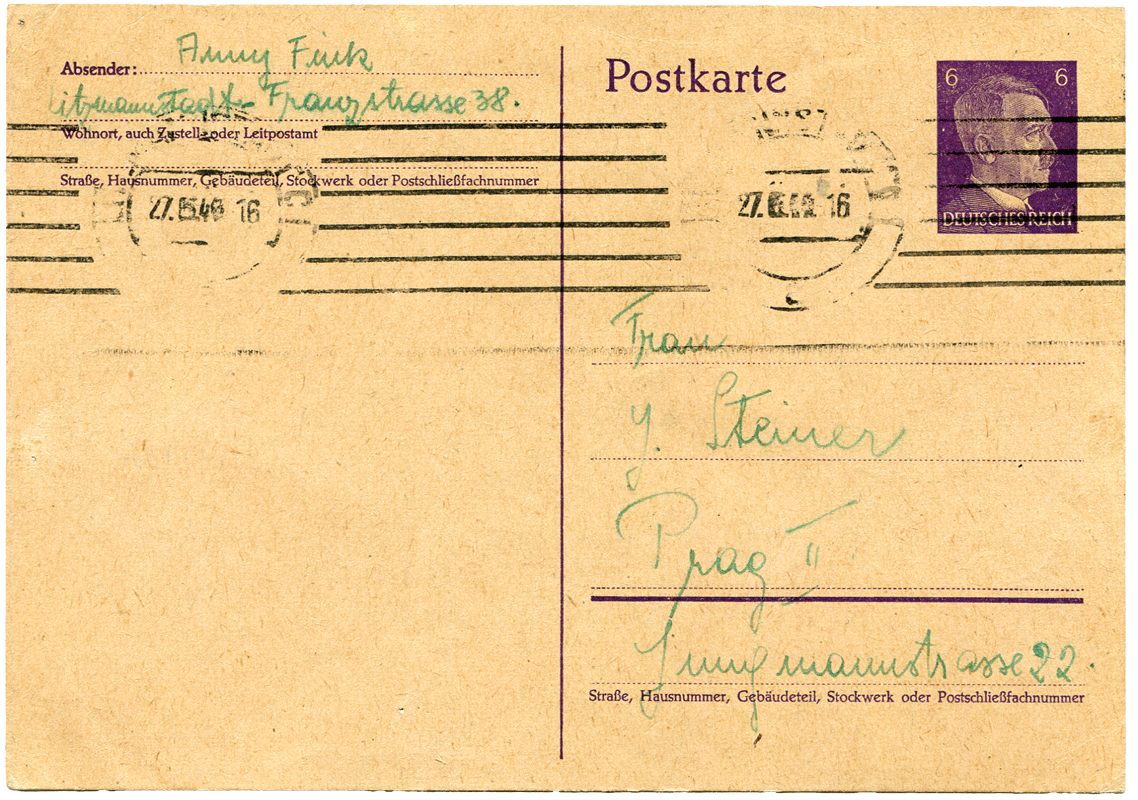 Absender: Anny Fink
Litzmannstadt- Franzstrasse 38.
Wohnort, auch Zustell- oder Leitpostamt
Straße, Hausnummer, Gebäudeteil, Stockwerk oder Postschließfachnummer
16
Postkarte
6 6
DEUTSCHES REICH
27. 16
Frau
J. Steiner
Prag II
Jungmannstrasse 22.
Straße, Hausnummer, Gebäudeteil, Stockwerk oder Postschließfachnummer